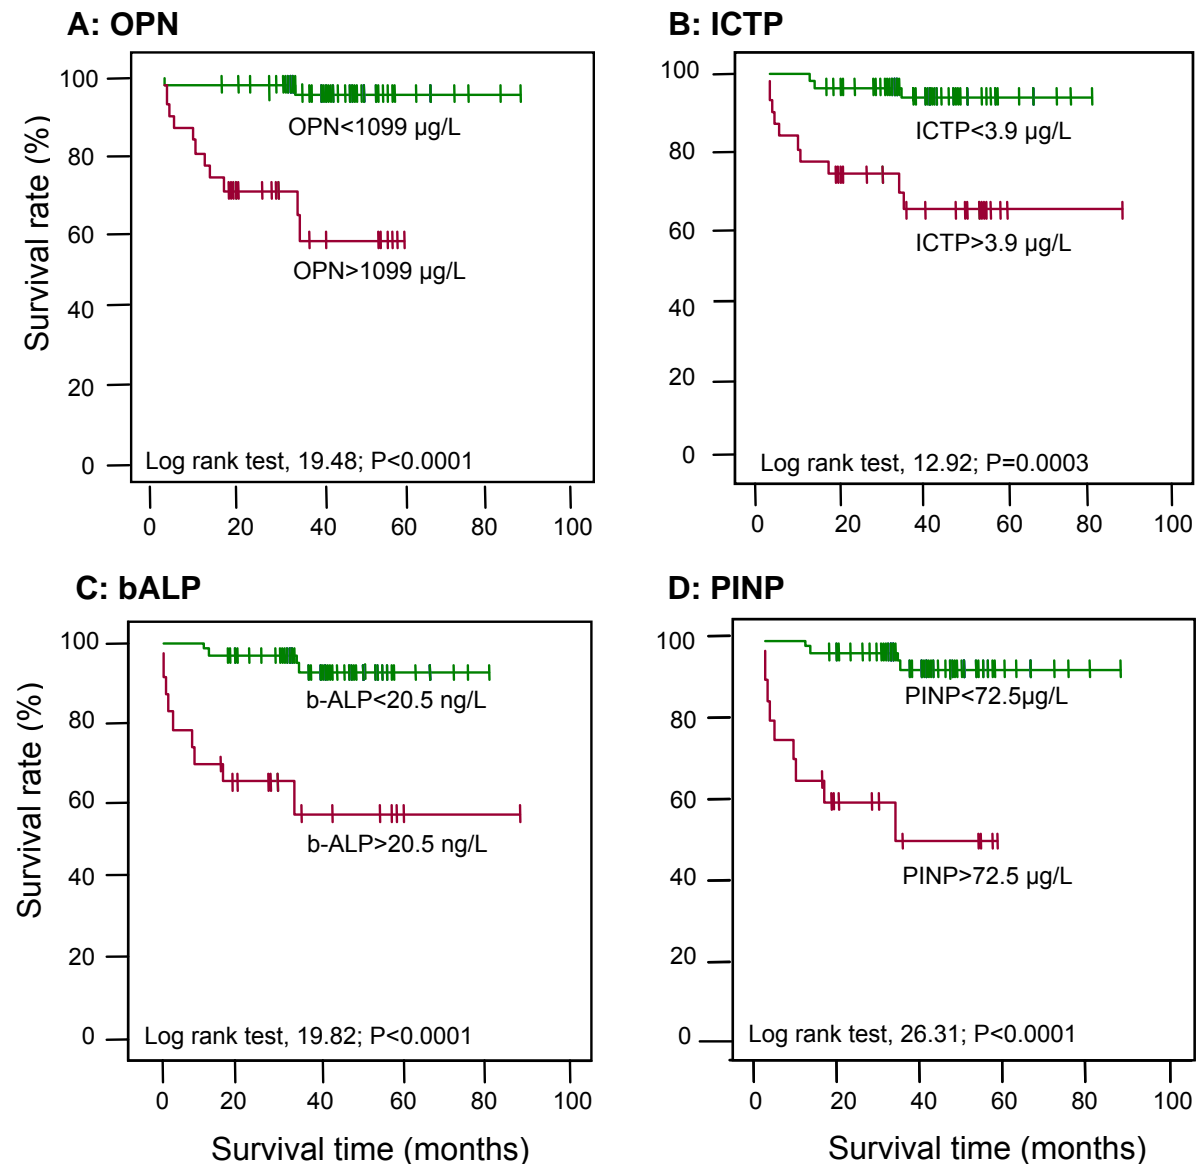 A: OPN
Survival rate (%)
100
80
60
40
20
0
OPN<1099 µg/L
OPN>1099 µg/L
Log rank test, 19.48; P<0.0001
0 20 40 60 80 100
B: ICTP
100
80
60
40
20
0
ICTP<3.9 µg/L
ICTP>3.9 µg/L
Log rank test, 12.92; P=0.0003
0 20 40 60 80 100
C: bALP
Survival rate (%)
100
80
60
40
20
0
b-ALP<20.5 ng/L
b-ALP>20.5 ng/L
Log rank test, 19.82; P<0.0001
0 20 40 60 80 100
Survival time (months)
D: PINP
100
80
60
40
20
0
PINP<72.5µg/L
PINP>72.5 µg/L
Log rank test, 26.31; P<0.0001
0 20 40 60 80 100
Survival time (months)